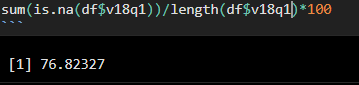 sum(is.na(df$v18q1))/length(df$v18q1)*100
```
[1] 76.82327